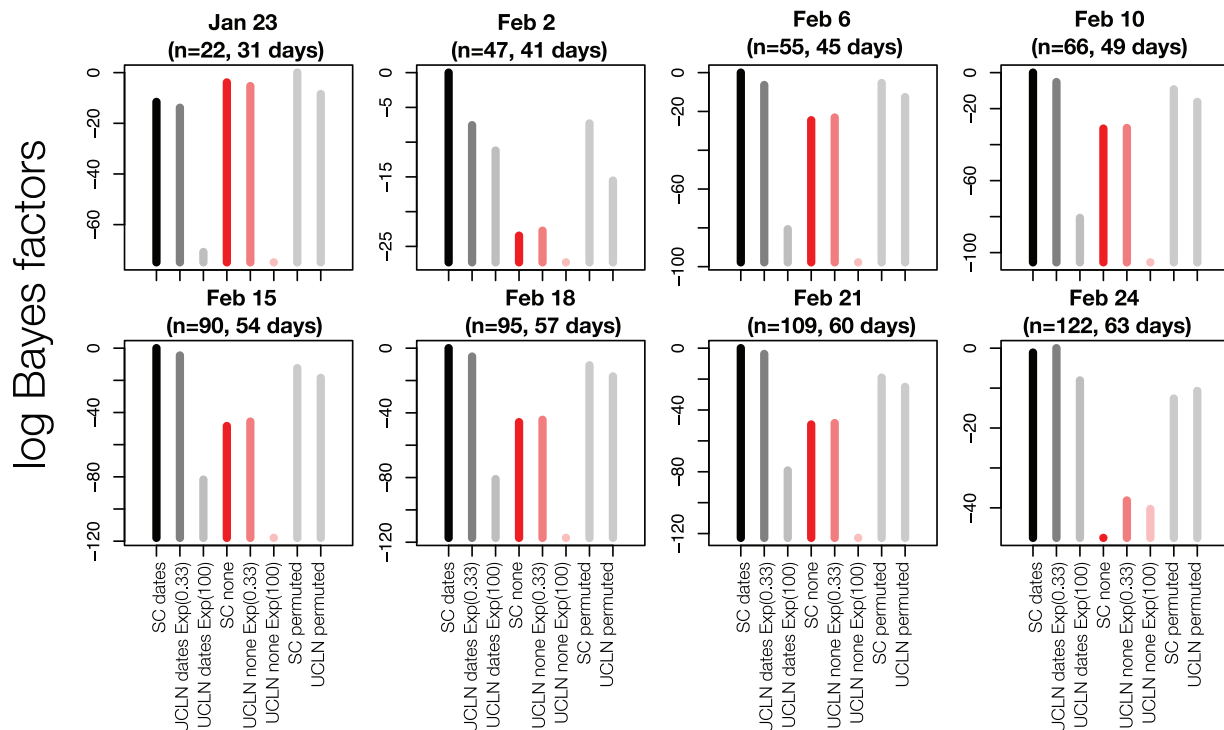 log Bayes factors
Jan 23
(n=22, 31 days)
0
−20
−40
−60
Feb 2
(n=47, 41 days)
0
−5
−15
−25
Feb 6
(n=55, 45 days)
0
−20
−60
−100
Feb 10
(n=66, 49 days)
0
−20
−60
−100
Feb 15
(n=90, 54 days)
0
−40
−80
−120
Feb 18
(n=95, 57 days)
0
−40
−80
−120
Feb 21
(n=109, 60 days)
0
−40
−80
−120
Feb 24
(n=122, 63 days)
0
−20
−40
SC dates
UCLN dates Exp(0.33)
UCLN dates Exp(100)
SC none
UCLN none Exp(0.33)
UCLN none Exp(100)
SC permuted
UCLN permuted
SC dates
UCLN dates Exp(0.33)
UCLN dates Exp(100)
SC none
UCLN none Exp(0.33)
UCLN none Exp(100)
SC permuted
UCLN permuted
SC dates
UCLN dates Exp(0.33)
UCLN dates Exp(100)
SC none
UCLN none Exp(0.33)
UCLN none Exp(100)
SC permuted
UCLN permuted
SC dates
UCLN dates Exp(0.33)
UCLN dates Exp(100)
SC none
UCLN none Exp(0.33)
UCLN none Exp(100)
SC permuted
UCLN permuted